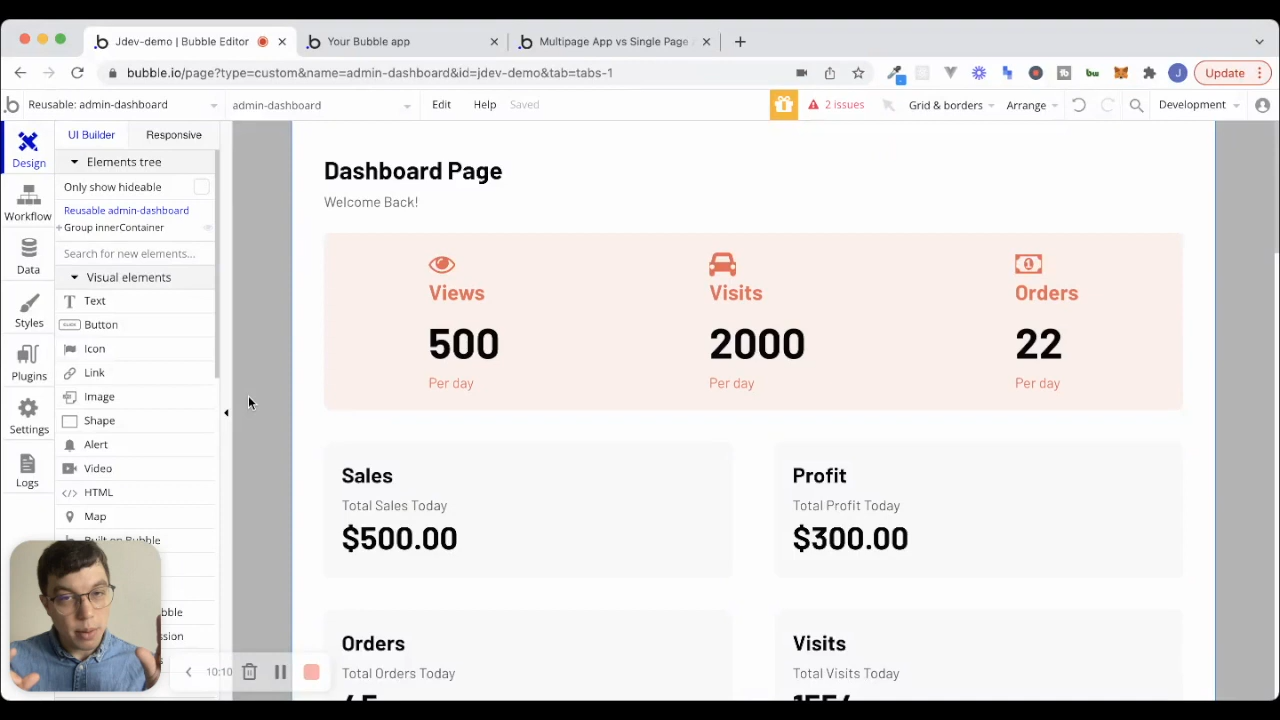 Jdev-demo | Bubble Editor
Your Bubble app
Multipage App vs Single Page
bubble.io/page?type=custom&name=admin-dashboard&id=jdev-demo&tab=tabs-1
bw
J
Update
Reusable: admin-dashboard
admin-dashboard
Edit
Help
Saved
2 issues
Grid & borders
Arrange
Development
Design
Workflow
Data
Styles
Plugins
Settings
Logs
UI Builder
Responsive
Elements tree
Only show hideable
Reusable admin-dashboard
Group innerContainer
Search for new elements...
Visual elements
Text
Button
Icon
Link
Image
Shape
Alert
Video
HTML
Map
Built on Bubble
Dashboard Page
Welcome Back!
Views
500
Per day
Visits
2000
Per day
Orders
22
Per day
Sales
Total Sales Today
$500.00
Profit
Total Profit Today
$300.00
Orders
Total Orders Today
Visits
Total Visits Today
10:10